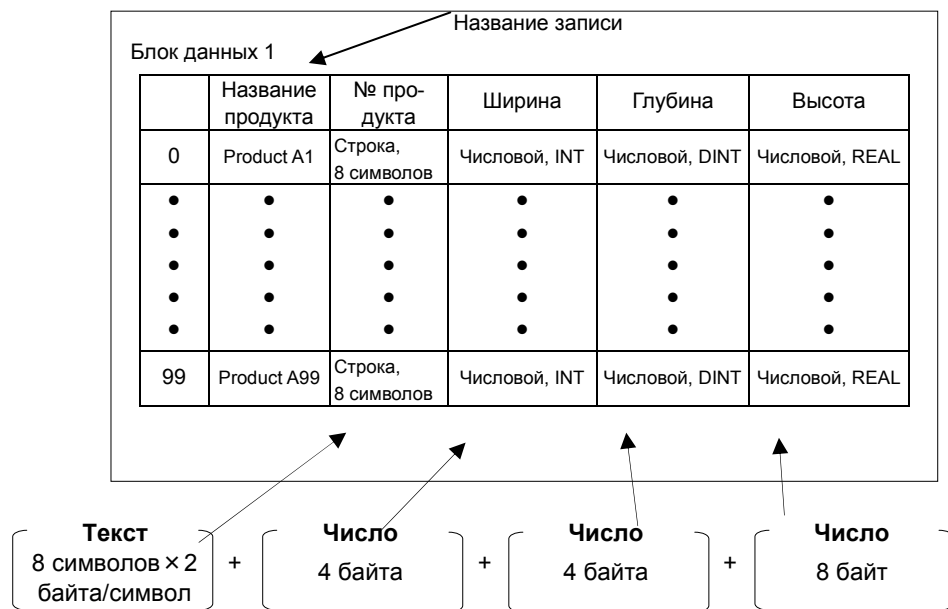 Название записи
Блок данных 1
Название продукта № про-дукта Ширина Глубина Высота
0 Product A1 Строка, 8 символов Числовой, INT Числовой, DINT Числовой, REAL
● ● ● ● ● ●
● ● ● ● ● ●
● ● ● ● ● ●
● ● ● ● ● ●
● ● ● ● ● ●
99 Product A99 Строка, 8 символов Числовой, INT Числовой, DINT Числовой, REAL
Текст Число Число Число
8 символов × 2 + 4 байта + 4 байта + 8 байт
байта/символ